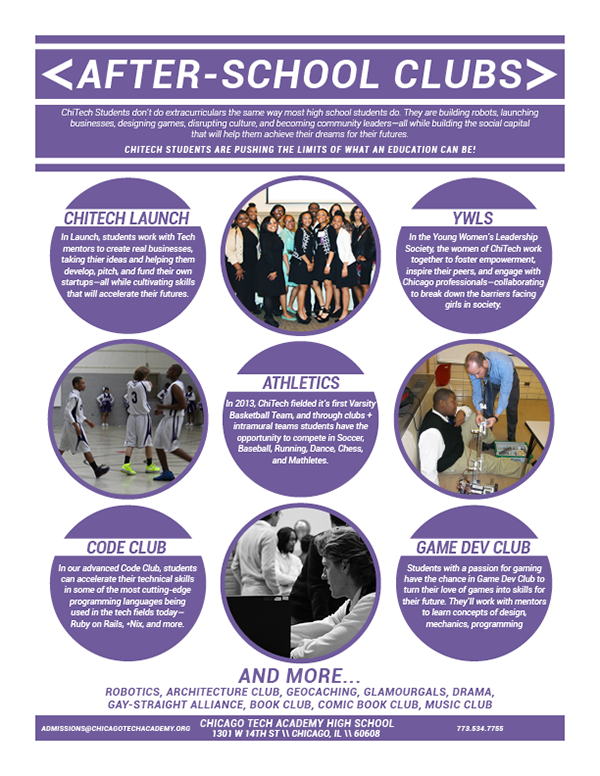 <AFTER-SCHOOL CLUBS>
ChiTech Students don't do extracurriculars the same way most high school students do. They are building robots, launching
businesses, designing games, disrupting culture, and becoming community leaders—all while building the social capital
that will help them achieve their dreams for their futures.
CHITECH STUDENTS ARE PUSHING THE LIMITS OF WHAT AN EDUCATION CAN BE!
CHITECH LAUNCH
In Launch, students work with Tech
mentors to create real businesses,
taking thier ideas and helping them
develop, pitch, and fund their own
startups—all while cultivating skills
that will accelerate their futures.
YWLS
In the Young Women's Leadership
Society, the women of ChiTech work
together to foster empowerment,
inspire their peers, and engage with
Chicago professionals—collaborating
to break down the barriers facing
girls in society.
3
ATHLETICS
In 2013, ChiTech fielded it's first Varsity
Basketball Team, and through clubs +
intramural teams students have the
opportunity to compete in Soccer,
Baseball, Running, Dance, Chess,
and Mathletes.
CODE CLUB
In our advanced Code Club, students
can accelerate their technical skills
in some of the most cutting-edge
programming languages being
used in the tech fields today—
Ruby on Rails, *Nix, and more.
GAME DEV CLUB
Students with a passion for gaming
have the chance in Game Dev Club to
turn their love of games into skills for
their future. They'll work with mentors
to learn concepts of design,
mechanics, programming
AND MORE...
ROBOTICS, ARCHITECTURE CLUB, GEOCACHING, GLAMOURGALS, DRAMA,
GAY-STRAIGHT ALLIANCE, BOOK CLUB, COMIC BOOK CLUB, MUSIC CLUB
ADMISSIONS@CHICAGOTECHACADEMY.ORG
CHICAGO TECH ACADEMY HIGH SCHOOL
1301 W 14TH ST \\ CHICAGO, IL \\ 60608
773.534.7755